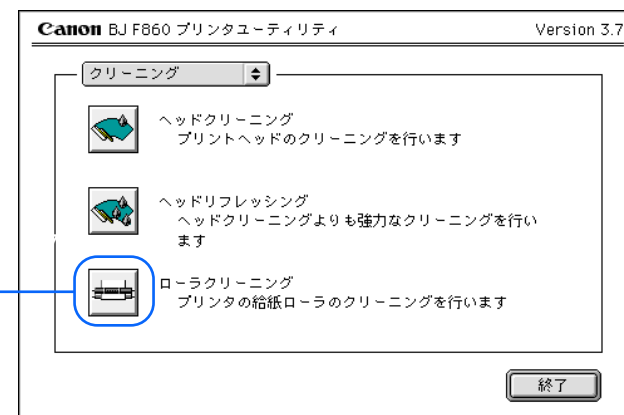 Canon BJ F860 プリンタユーティリティ Version 3.7
クリーニング
ヘッドクリーニング
プリントヘッドのクリーニングを行います
ヘッドリフレッシング
ヘッドクリーニングよりも強力なクリーニングを行い
ます
ローラクリーニング
プリンタの給紙ローラのクリーニングを行います
終了